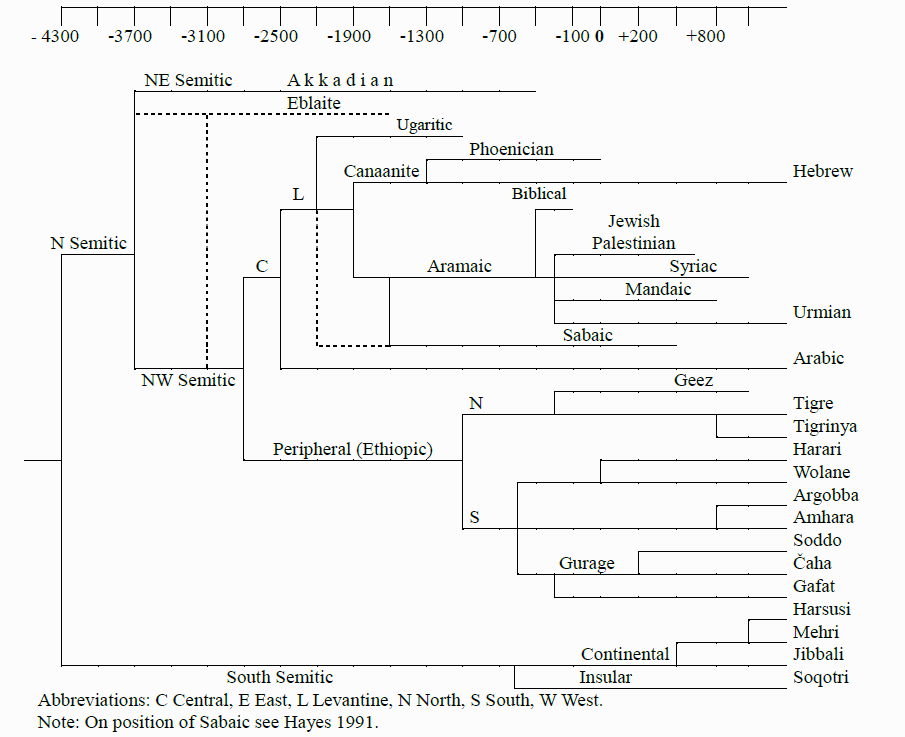 - 4300 -3700 -3100 -2500 -1900 -1300 -700 -100 0 +200 +800
NE Semitic A k k a d i a n
Eblaite
Ugaritic
Phoenician
Canaanite Hebrew
L Biblical
Jewish
N Semitic Palestinian
C Aramaic Syriac
Mandaic
Urmian
Sabaic
Arabic
NW Semitic Geez
N Tigre
Tigrinya
Peripheral (Ethiopic) Harari
Wolane
Argobba
S Amhara
Soddo
Gurage Čaha
Gafat
Harsusi
Mehri
Continental Jibbali
South Semitic Insular Soqotri
Abbreviations: C Central, E East, L Levantine, N North, S South, W West.
Note: On position of Sabaic see Hayes 1991.